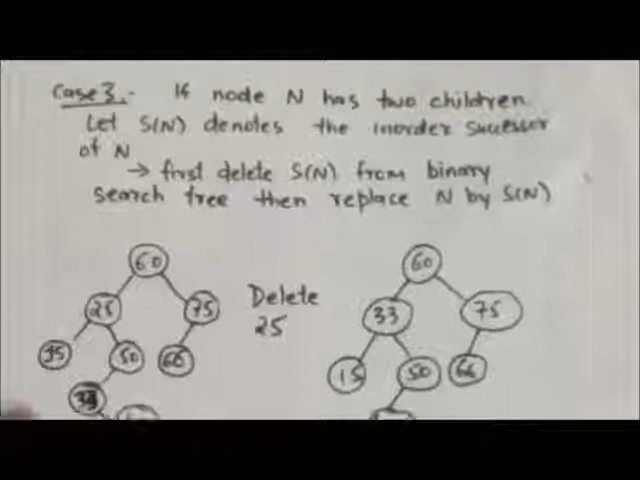 Case 3.- If node N has two children
Let S(N) denotes the inorder successor
of N
→ first delete S(N) from binary
search tree then replace N by S(N)
60 60
25 75 Delete 33 75
25
15 50 66 15 50 66
33